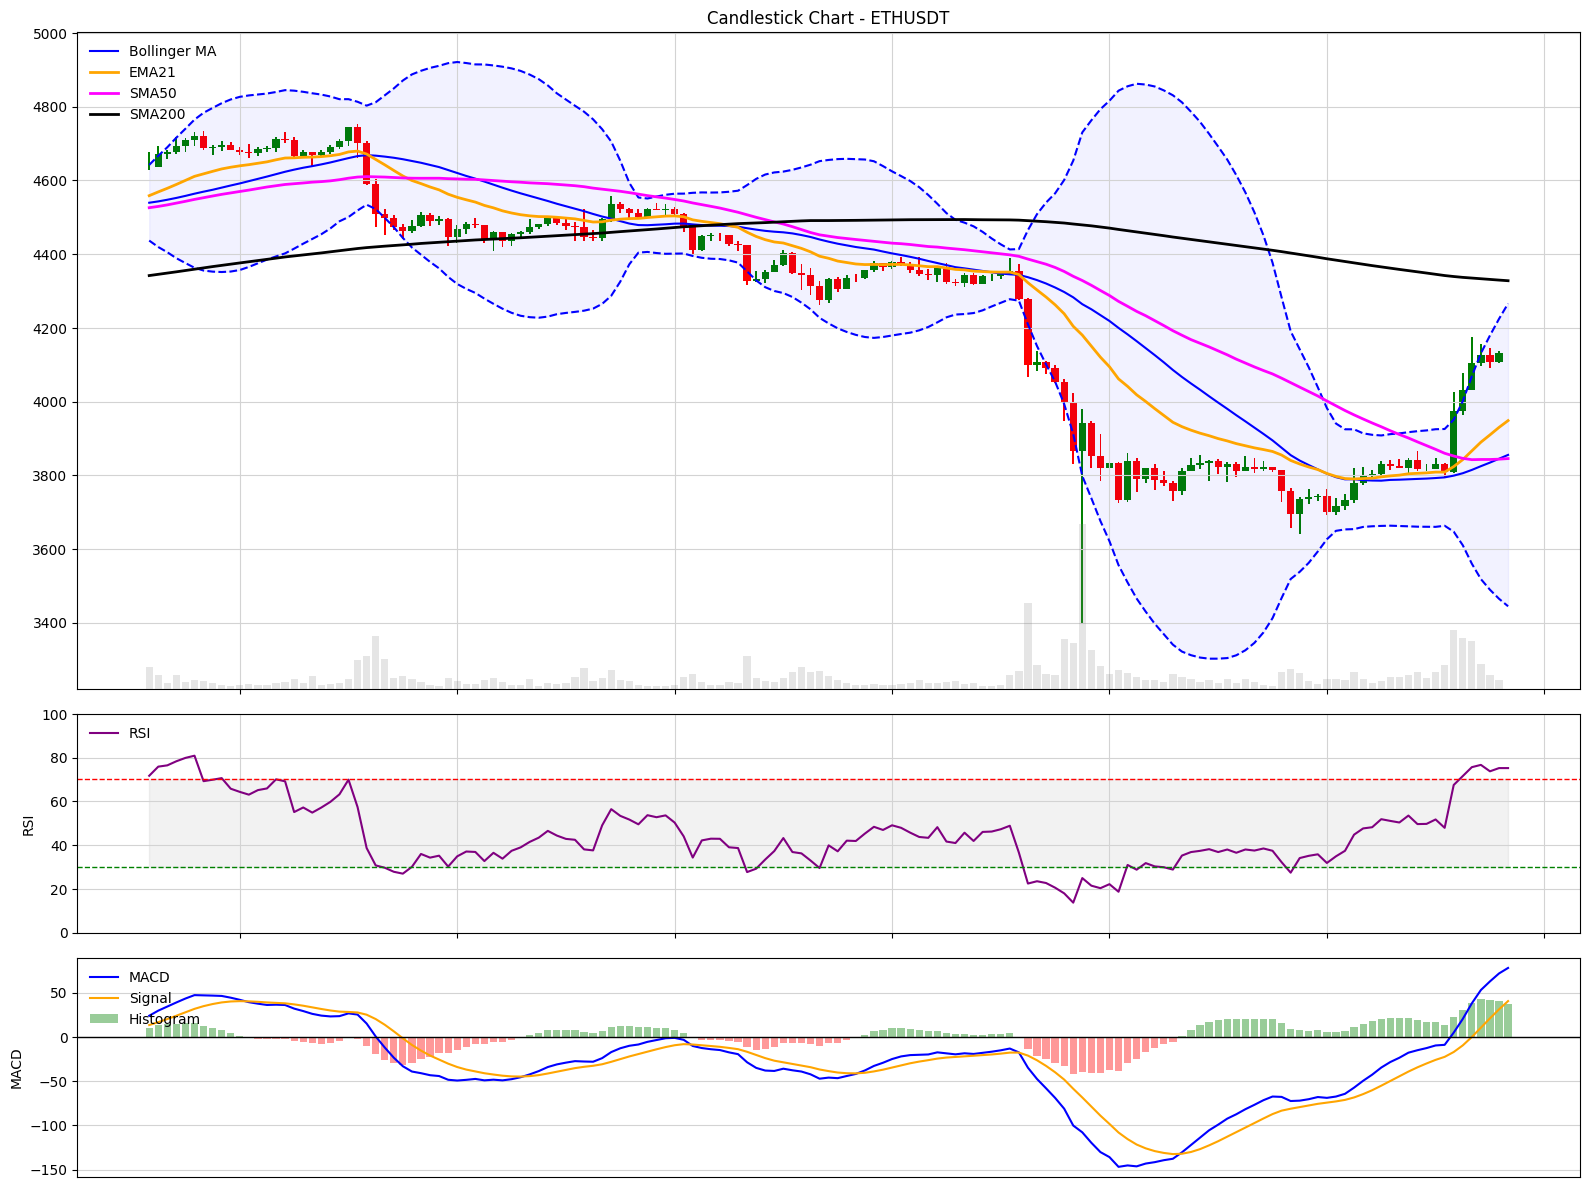 Candlestick Chart - ETHUSDT
5000
4800
4600
4400
4200
4000
3800
3600
3400
Bollinger MA
EMA21
SMA50
SMA200
100
80
60
40
20
0
RSI
RSI
50
0
−50
−100
−150
MACD
MACD
Signal
Histogram